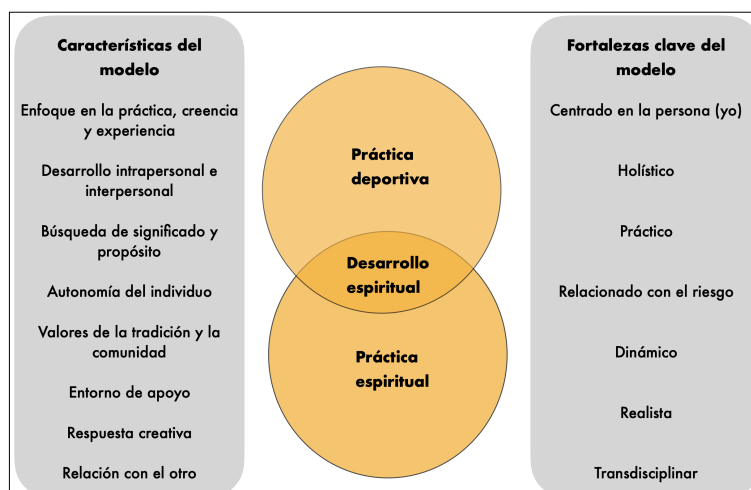 Características del
modelo
Enfoque en la práctica, creencia
y experiencia
Desarrollo intrapersonal e
interpersonal
Búsqueda de significado y
propósito
Autonomía del individuo
Valores de la tradición y la
comunidad
Entorno de apoyo
Respuesta creativa
Relación con el otro
Práctica
deportiva
Desarrollo
espiritual
Práctica
espiritual
Fortalezas clave del
modelo
Centrado en la persona (yo)
Holístico
Práctico
Relacionado con el riesgo
Dinámico
Realista
Transdisciplinar